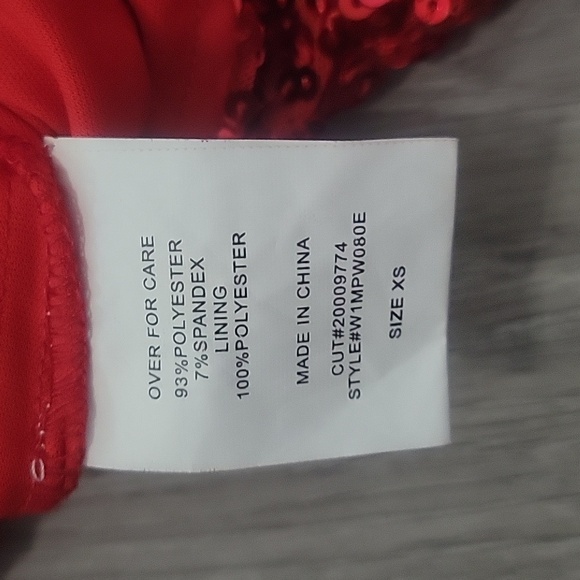 OVER FOR CARE
93%POLYESTER
7%SPANDEX
LINING
100%POLYESTER
MADE IN CHINA
CUT#20009774
STYLE#W1MPW080E
SIZE XS